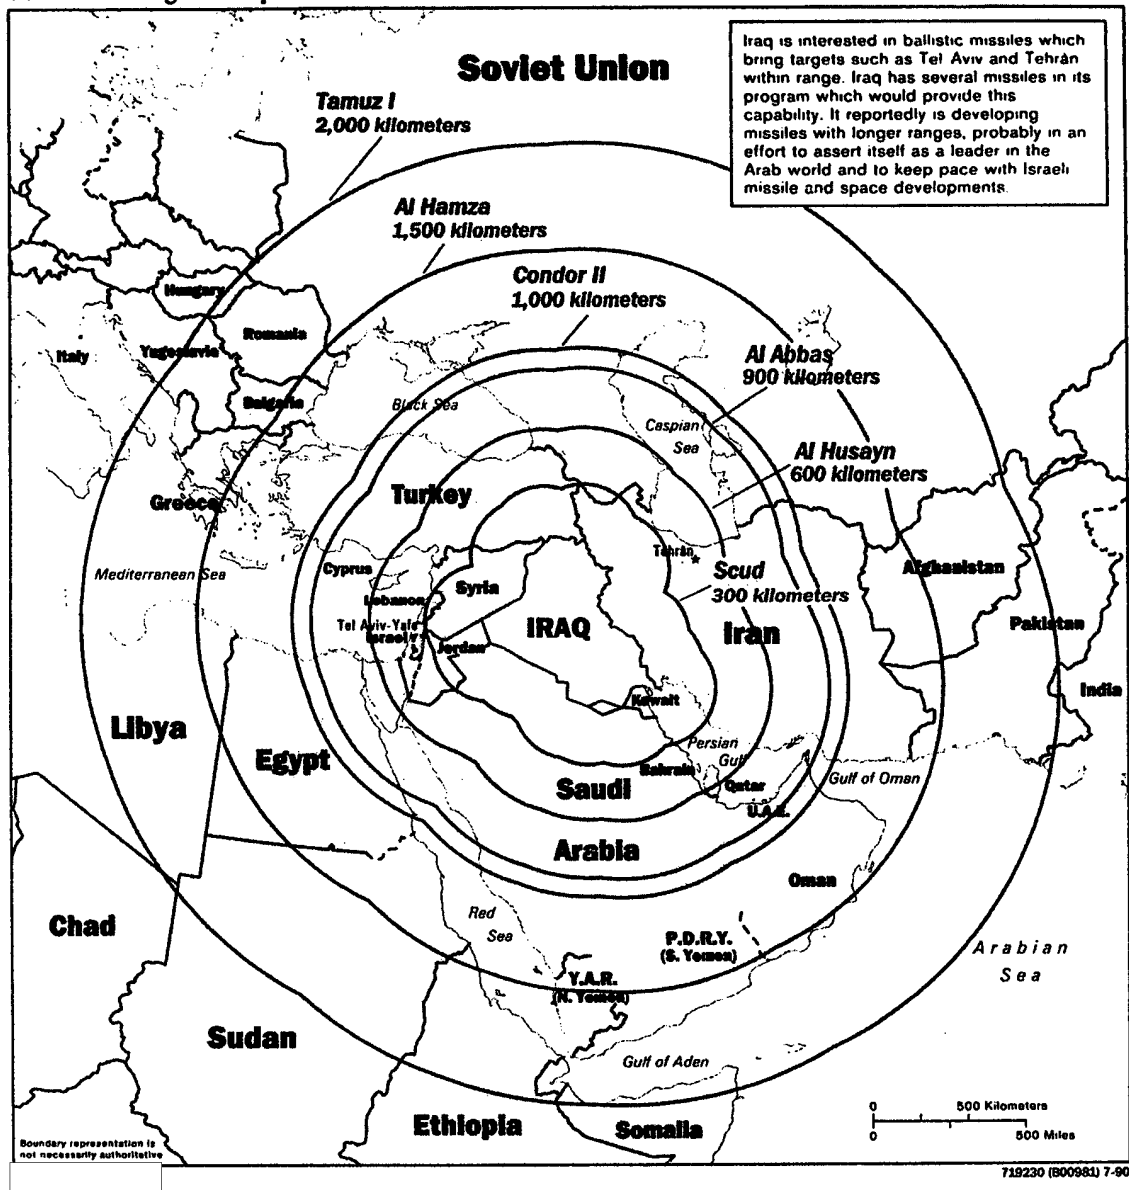 Soviet Union
Iraq is interested in ballistic missiles which
bring targets such as Tel Aviv and Tehrān
within range. Iraq has several missiles in its
program which would provide this
capability. It reportedly is developing
missiles with longer ranges, probably in an
effort to assert itself as a leader in the
Arab world and to keep pace with Israeli
missile and space developments.
Tamuz I
2,000 kilometers
Al Hamza
1,500 kilometers
Condor II
1,000 kilometers
Al Abbas
900 kilometers
Al Husayn
600 kilometers
Scud
300 kilometers
Hungary
Romania
Italy
Yugoslavia
Bulgaria
Black Sea
Caspian
Sea
Greece
Turkey
Tehrān
Mediterranean Sea
Cyprus
Syria
Lebanon
Tel Aviv-Yafo
Israel
Jordan
IRAQ
Iran
Afghanistan
Pakistan
India
Kuwait
Libya
Egypt
Persian
Gulf
Bahrain
Qatar
U.A.E.
Gulf of Oman
Saudi
Arabia
Oman
Chad
Red
Sea
P.D.R.Y.
(S. Yemen)
Y.A.R.
(N. Yemen)
Arabian
Sea
Sudan
Gulf of Aden
Ethiopia
Somalia
0 500 Kilometers
0 500 Miles
Boundary representation is
not necessarily authoritative
719230 (B00981) 7-90